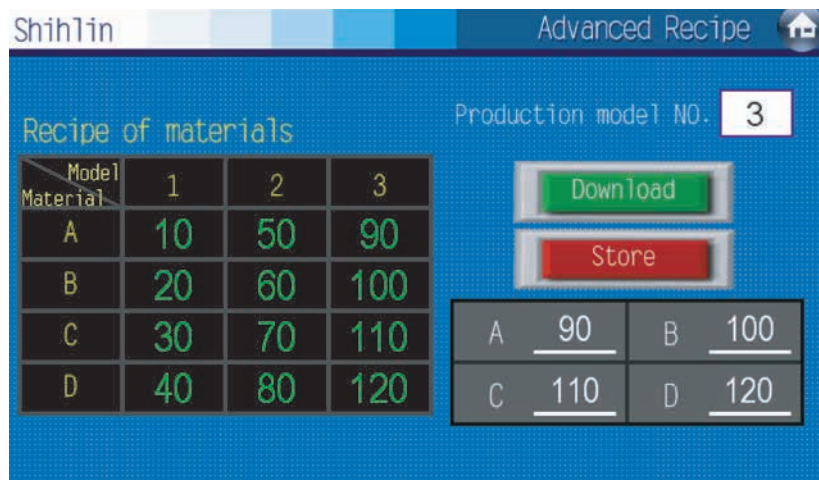 Shihlin Advanced Recipe
Production model NO. 3
Recipe of materials
Model
Material 1 2 3
A 10 50 90
B 20 60 100
C 30 70 110
D 40 80 120
Download
Store
A 90 B 100
C 110 D 120